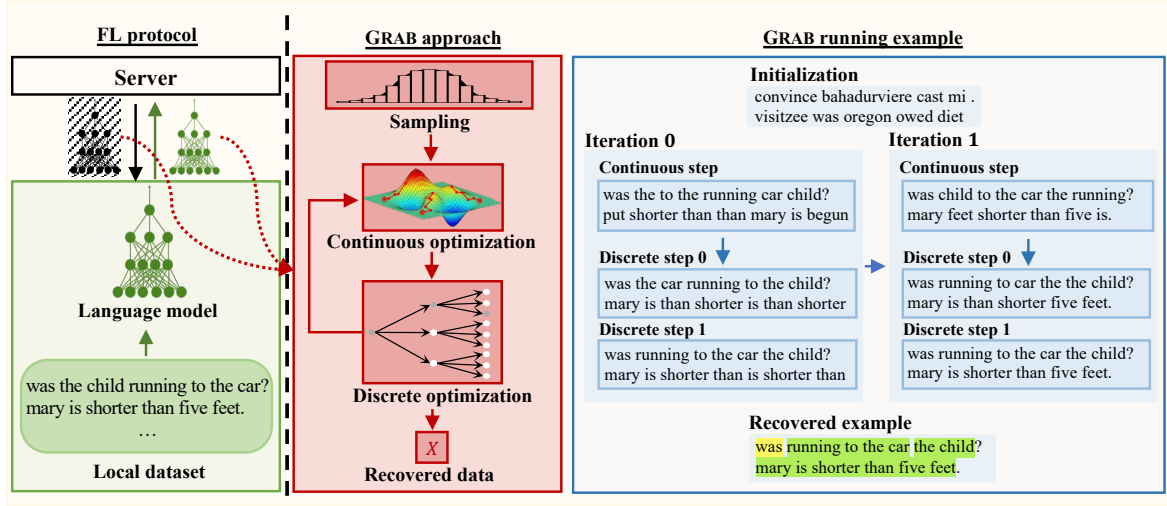 FL protocol
Server
Language model
was the child running to the car?
mary is shorter than five feet.
…
Local dataset
GRAB approach
Sampling
Continuous optimization
Discrete optimization
X
Recovered data
GRAB running example
Initialization
convince bahadurviere cast mi .
visitzee was oregon owed diet
Iteration 0
Continuous step
was the to the running car child?
put shorter than than mary is begun
Discrete step 0
was the car running to the child?
mary is than shorter is than shorter
Discrete step 1
was running to the car the child?
mary is shorter than is shorter than
Iteration 1
Continuous step
was child to the car the running?
mary feet shorter than five is.
Discrete step 0
was running to the car the child?
mary is than shorter five feet.
Discrete step 1
was running to the car the child?
mary is shorter than five feet.
Recovered example
was running to the car the child?
mary is shorter than five feet.